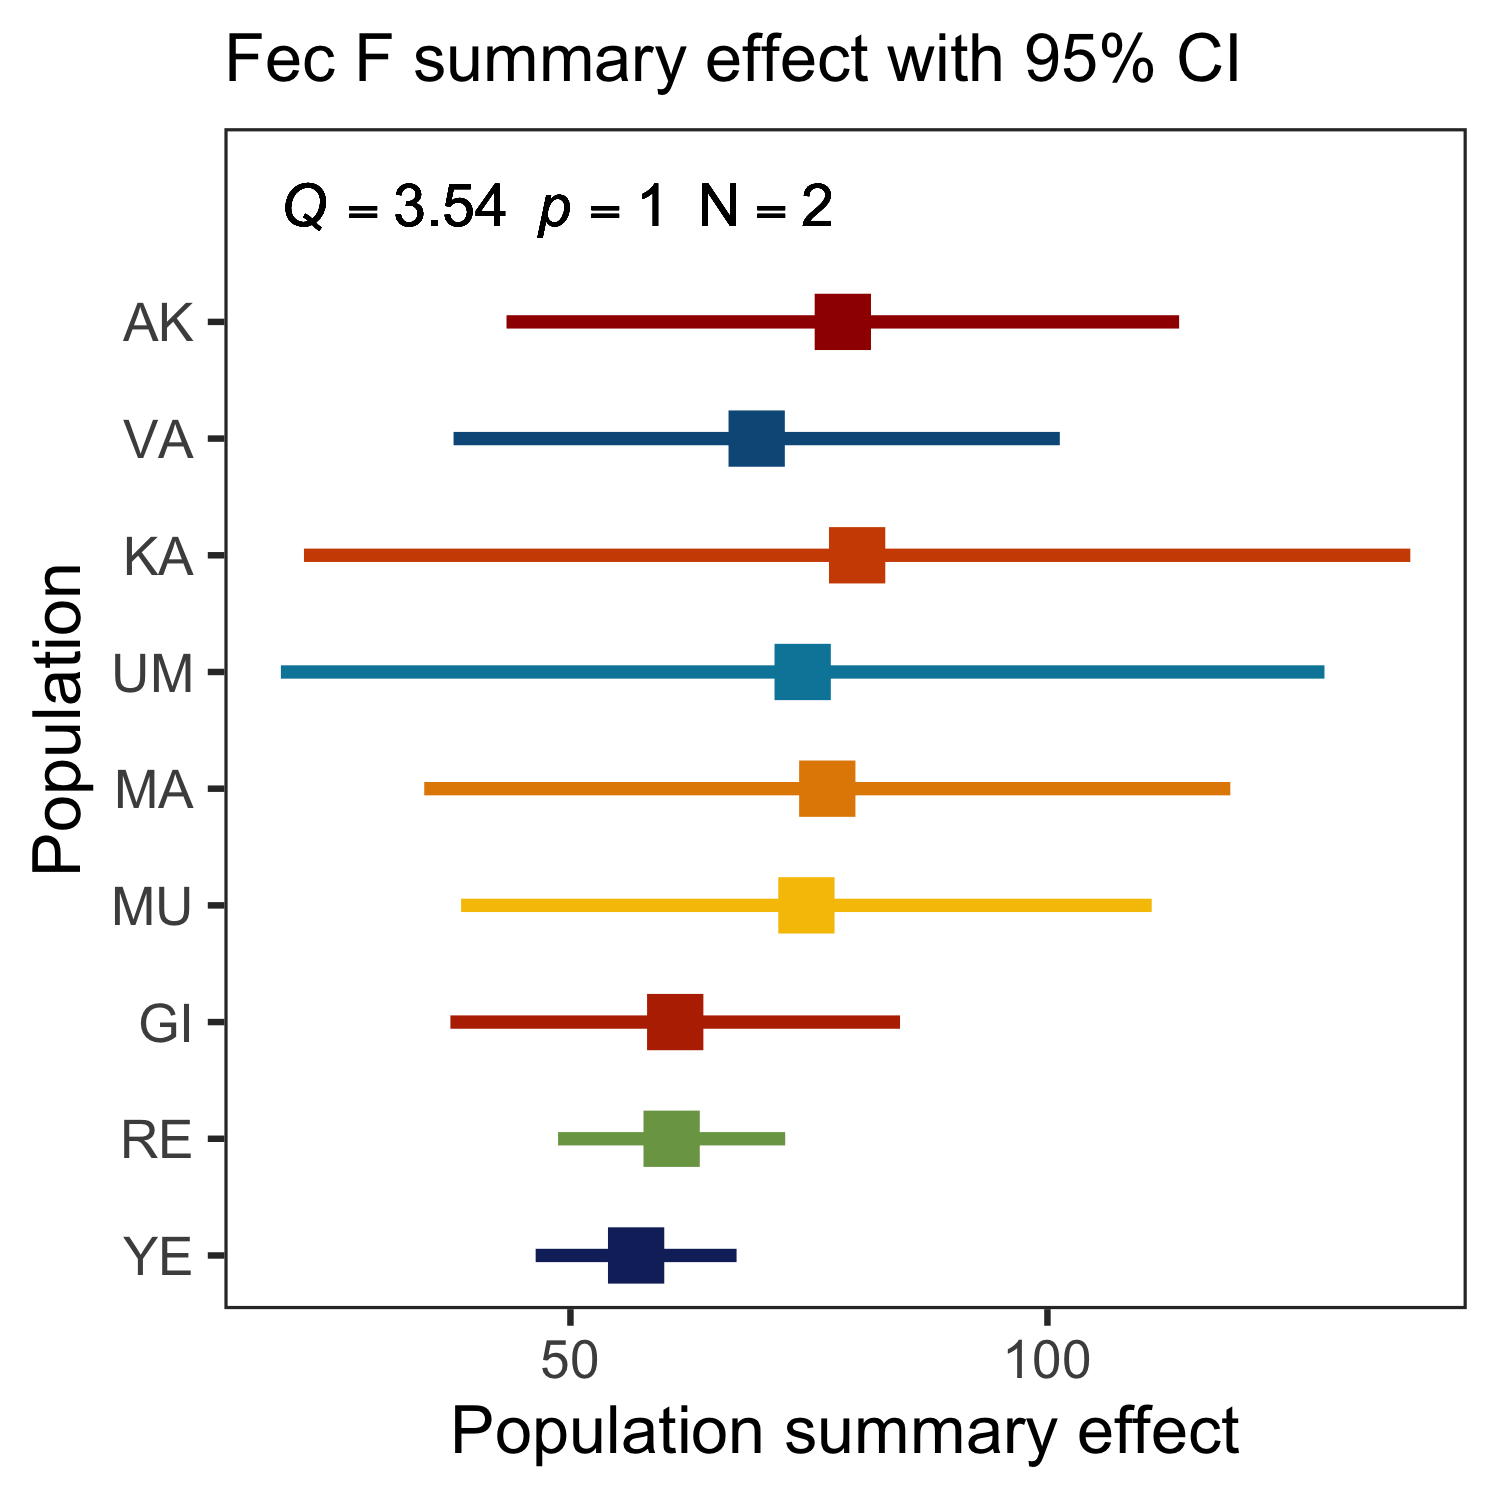 Fec F summary effect with 95% CI
Q = 3.54 p = 1 N = 2
AK
VA
KA
UM
MA
MU
GI
RE
YE
Population
50 100
Population summary effect